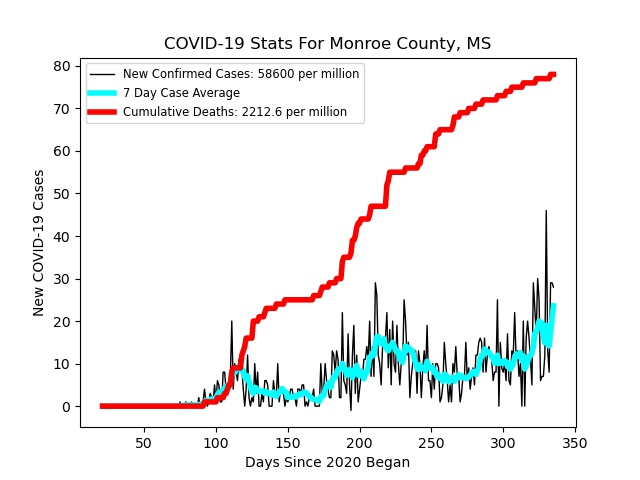 COVID-19 Stats For Monroe County, MS
New Confirmed Cases: 58600 per million
7 Day Case Average
Cumulative Deaths: 2212.6 per million
80
70
60
50
40
30
20
10
0
New COVID-19 Cases
50
100
150
200
250
300
350
Days Since 2020 Began